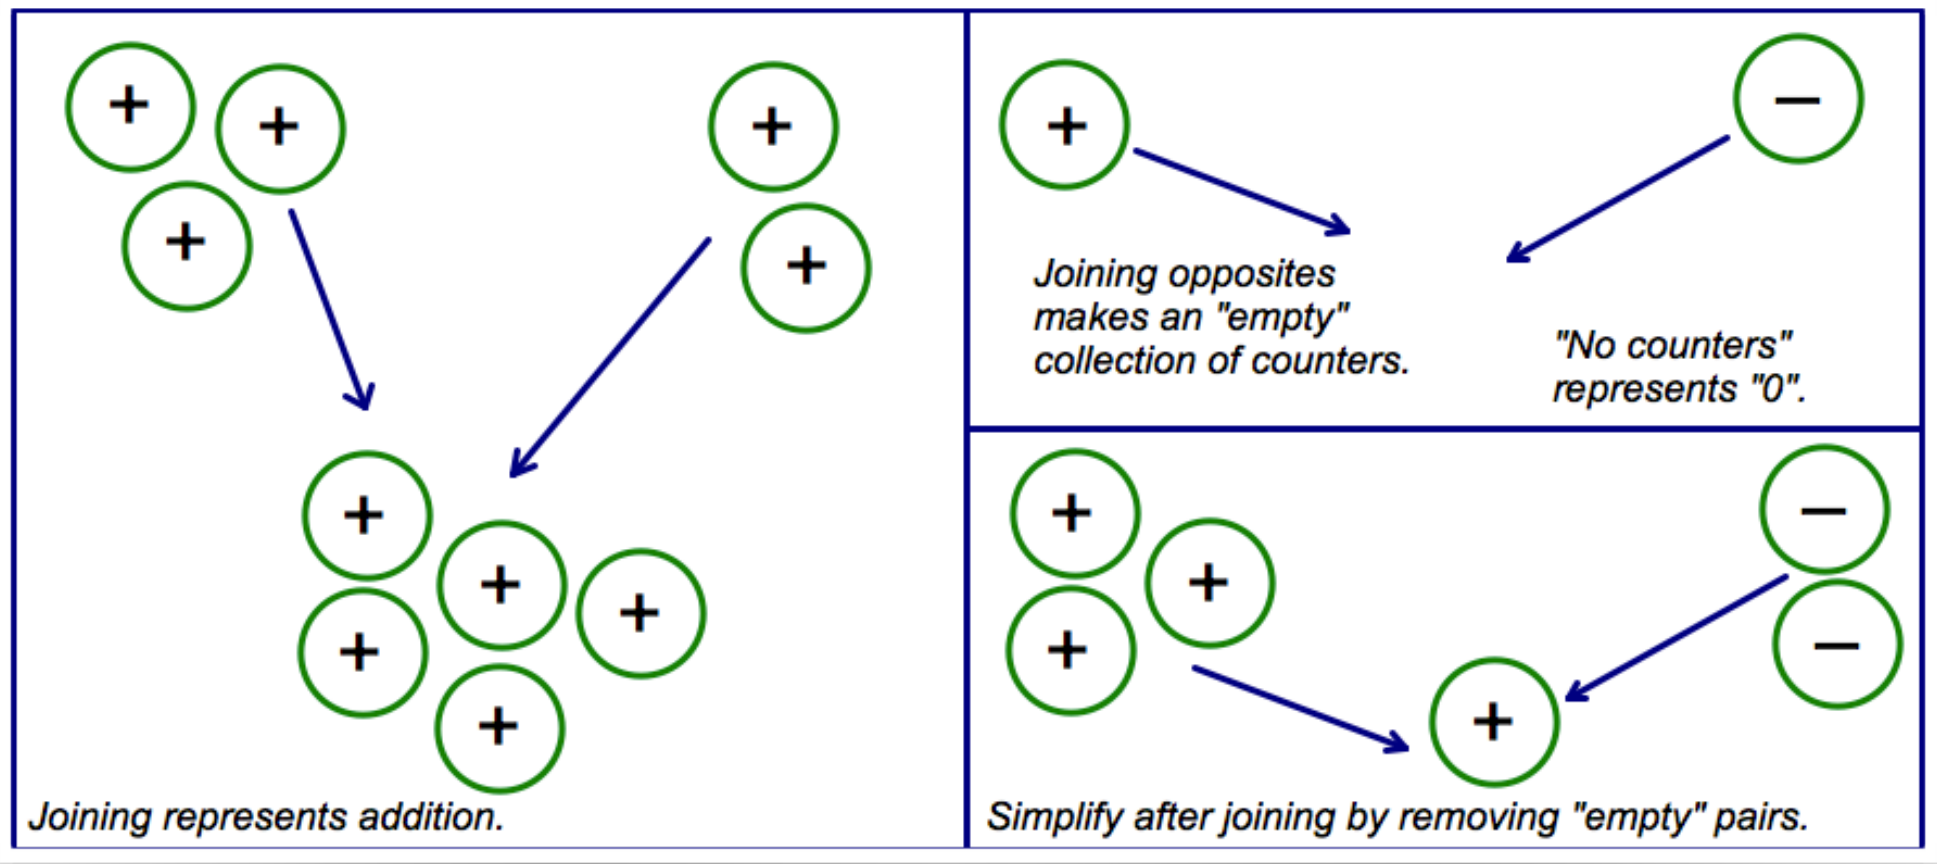 +
+
+
+
+
+
+
+
+
+
Joining represents addition.
+
−
Joining opposites
makes an "empty"
collection of counters.
"No counters"
represents "0".
+
+
+
−
−
+
Simplify after joining by removing "empty" pairs.